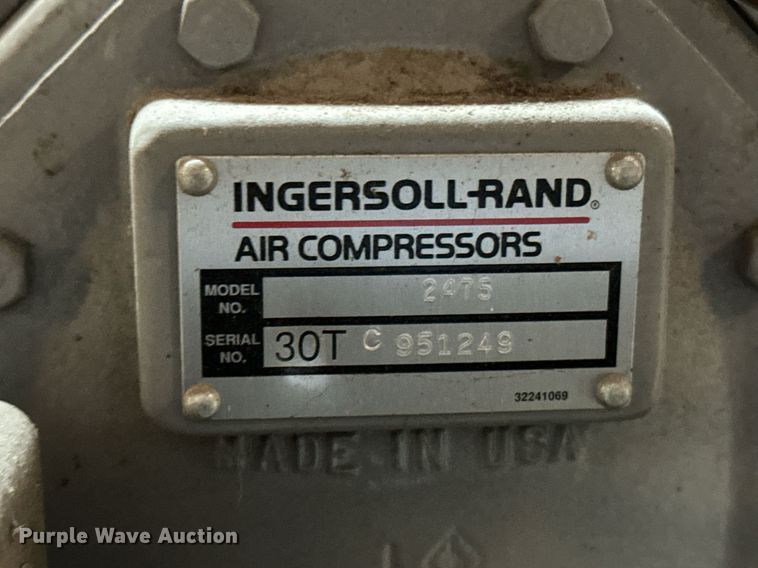 INGERSOLL-RAND®
AIR COMPRESSORS
MODEL NO. 2475
SERIAL NO. 30T C 951249
32241069
MADE IN USA
Purple Wave Auction